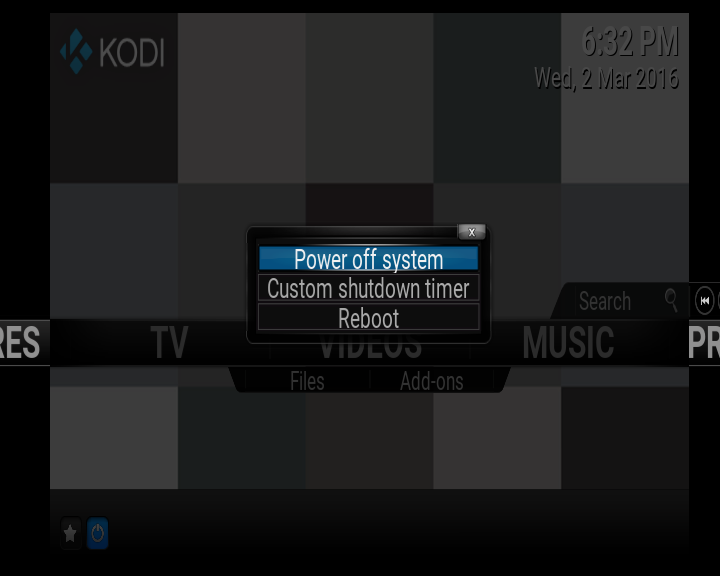 KODI
6:32 PM
Wed, 2 Mar 2016
x
Power off system
Custom shutdown timer
Reboot
Search
RES TV VIDEOS MUSIC PR
Files Add-ons